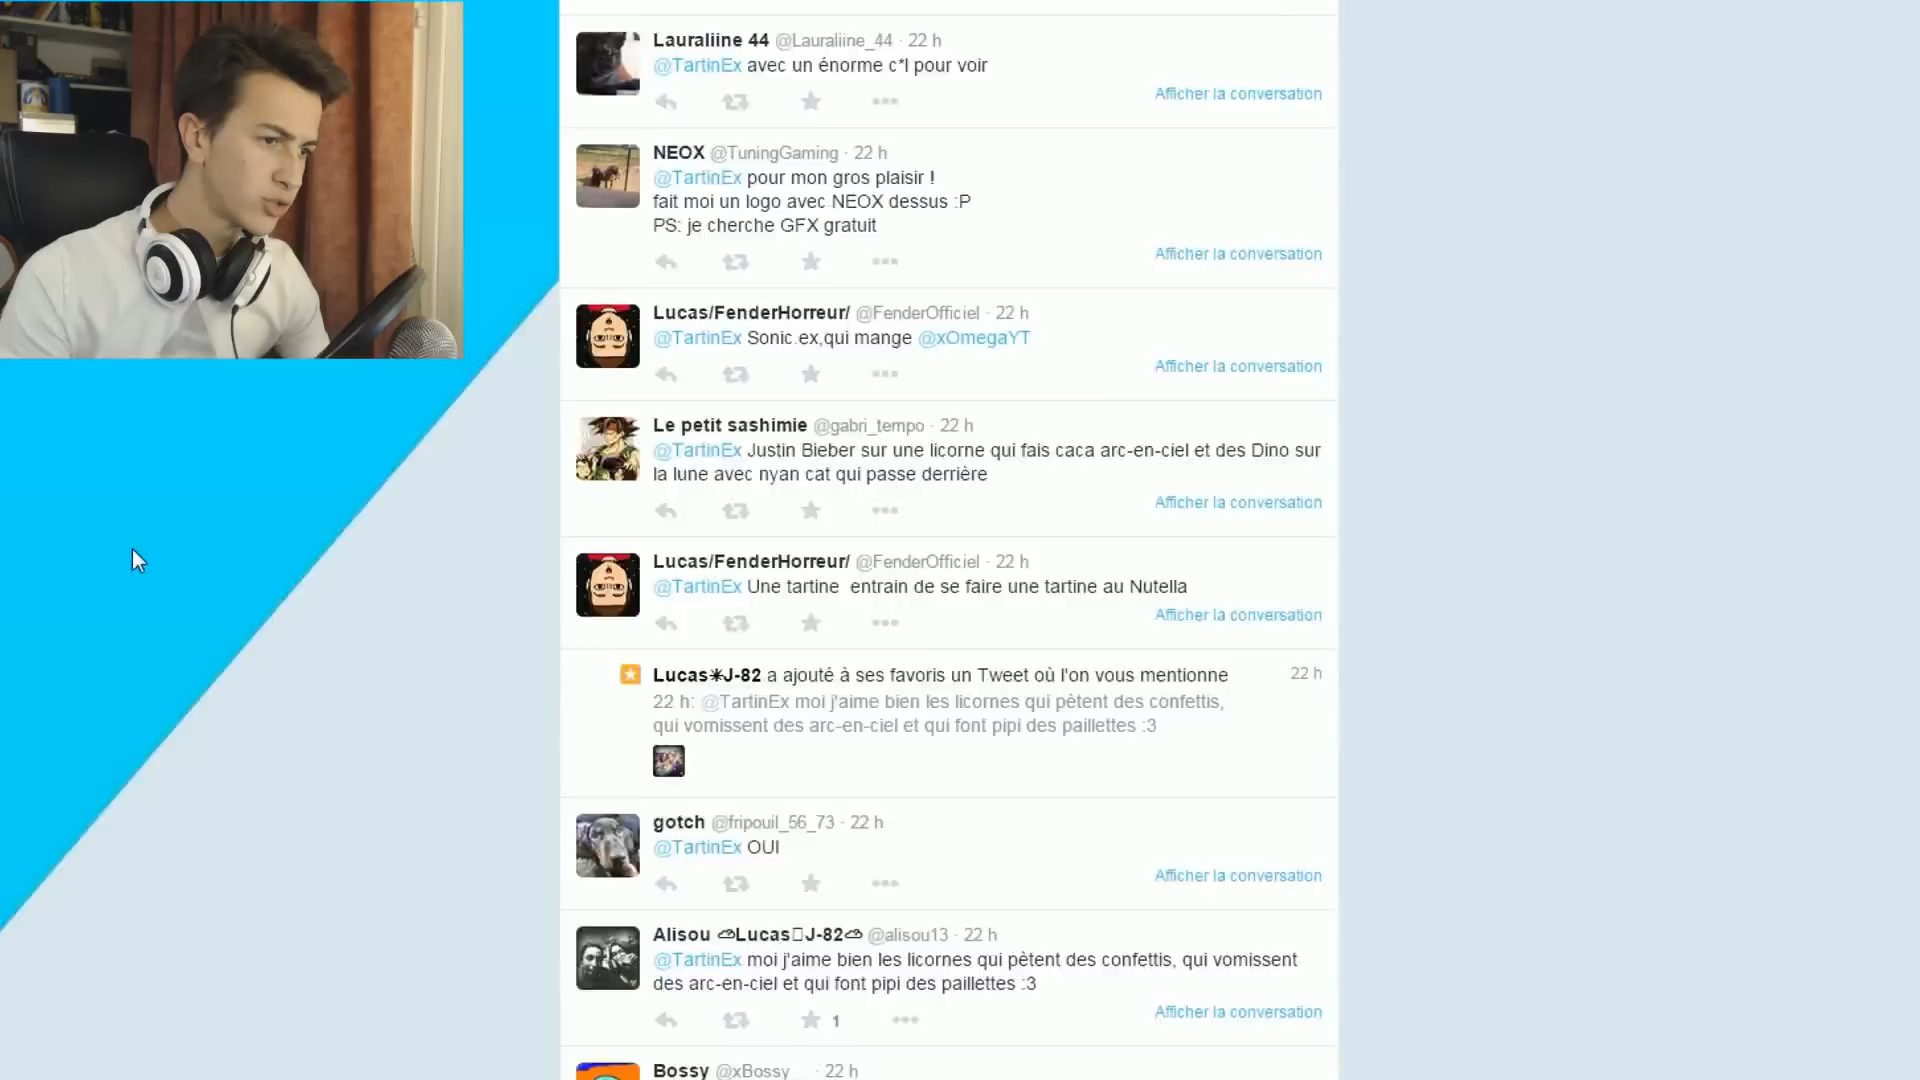 Lauraliine 44 @Lauraliine_44 · 22 h
@TartinEx avec un énorme c*l pour voir
Afficher la conversation
NEOX @TuningGaming · 22 h
@TartinEx pour mon gros plaisir !
fait moi un logo avec NEOX dessus :P
PS: je cherche GFX gratuit
Afficher la conversation
Lucas/FenderHorreur/ @FenderOfficiel · 22 h
@TartinEx Sonic.ex,qui mange @xOmegaYT
Afficher la conversation
Le petit sashimie @gabri_tempo · 22 h
@TartinEx Justin Bieber sur une licorne qui fais caca arc-en-ciel et des Dino sur
la lune avec nyan cat qui passe derrière
Afficher la conversation
Lucas/FenderHorreur/ @FenderOfficiel · 22 h
@TartinEx Une tartine  entrain de se faire une tartine au Nutella
Afficher la conversation
Lucas☀J-82 a ajouté à ses favoris un Tweet où l'on vous mentionne 22 h
22 h: @TartinEx moi j'aime bien les licornes qui pètent des confettis,
qui vomissent des arc-en-ciel et qui font pipi des paillettes :3
gotch @fripouil_56_73 · 22 h
@TartinEx OUI
Afficher la conversation
Alisou ⛅Lucas▯J-82⛅ @alisou13 · 22 h
@TartinEx moi j'aime bien les licornes qui pètent des confettis, qui vomissent
des arc-en-ciel et qui font pipi des paillettes :3
Afficher la conversation
1
Bossy @xBossy__ · 22 h